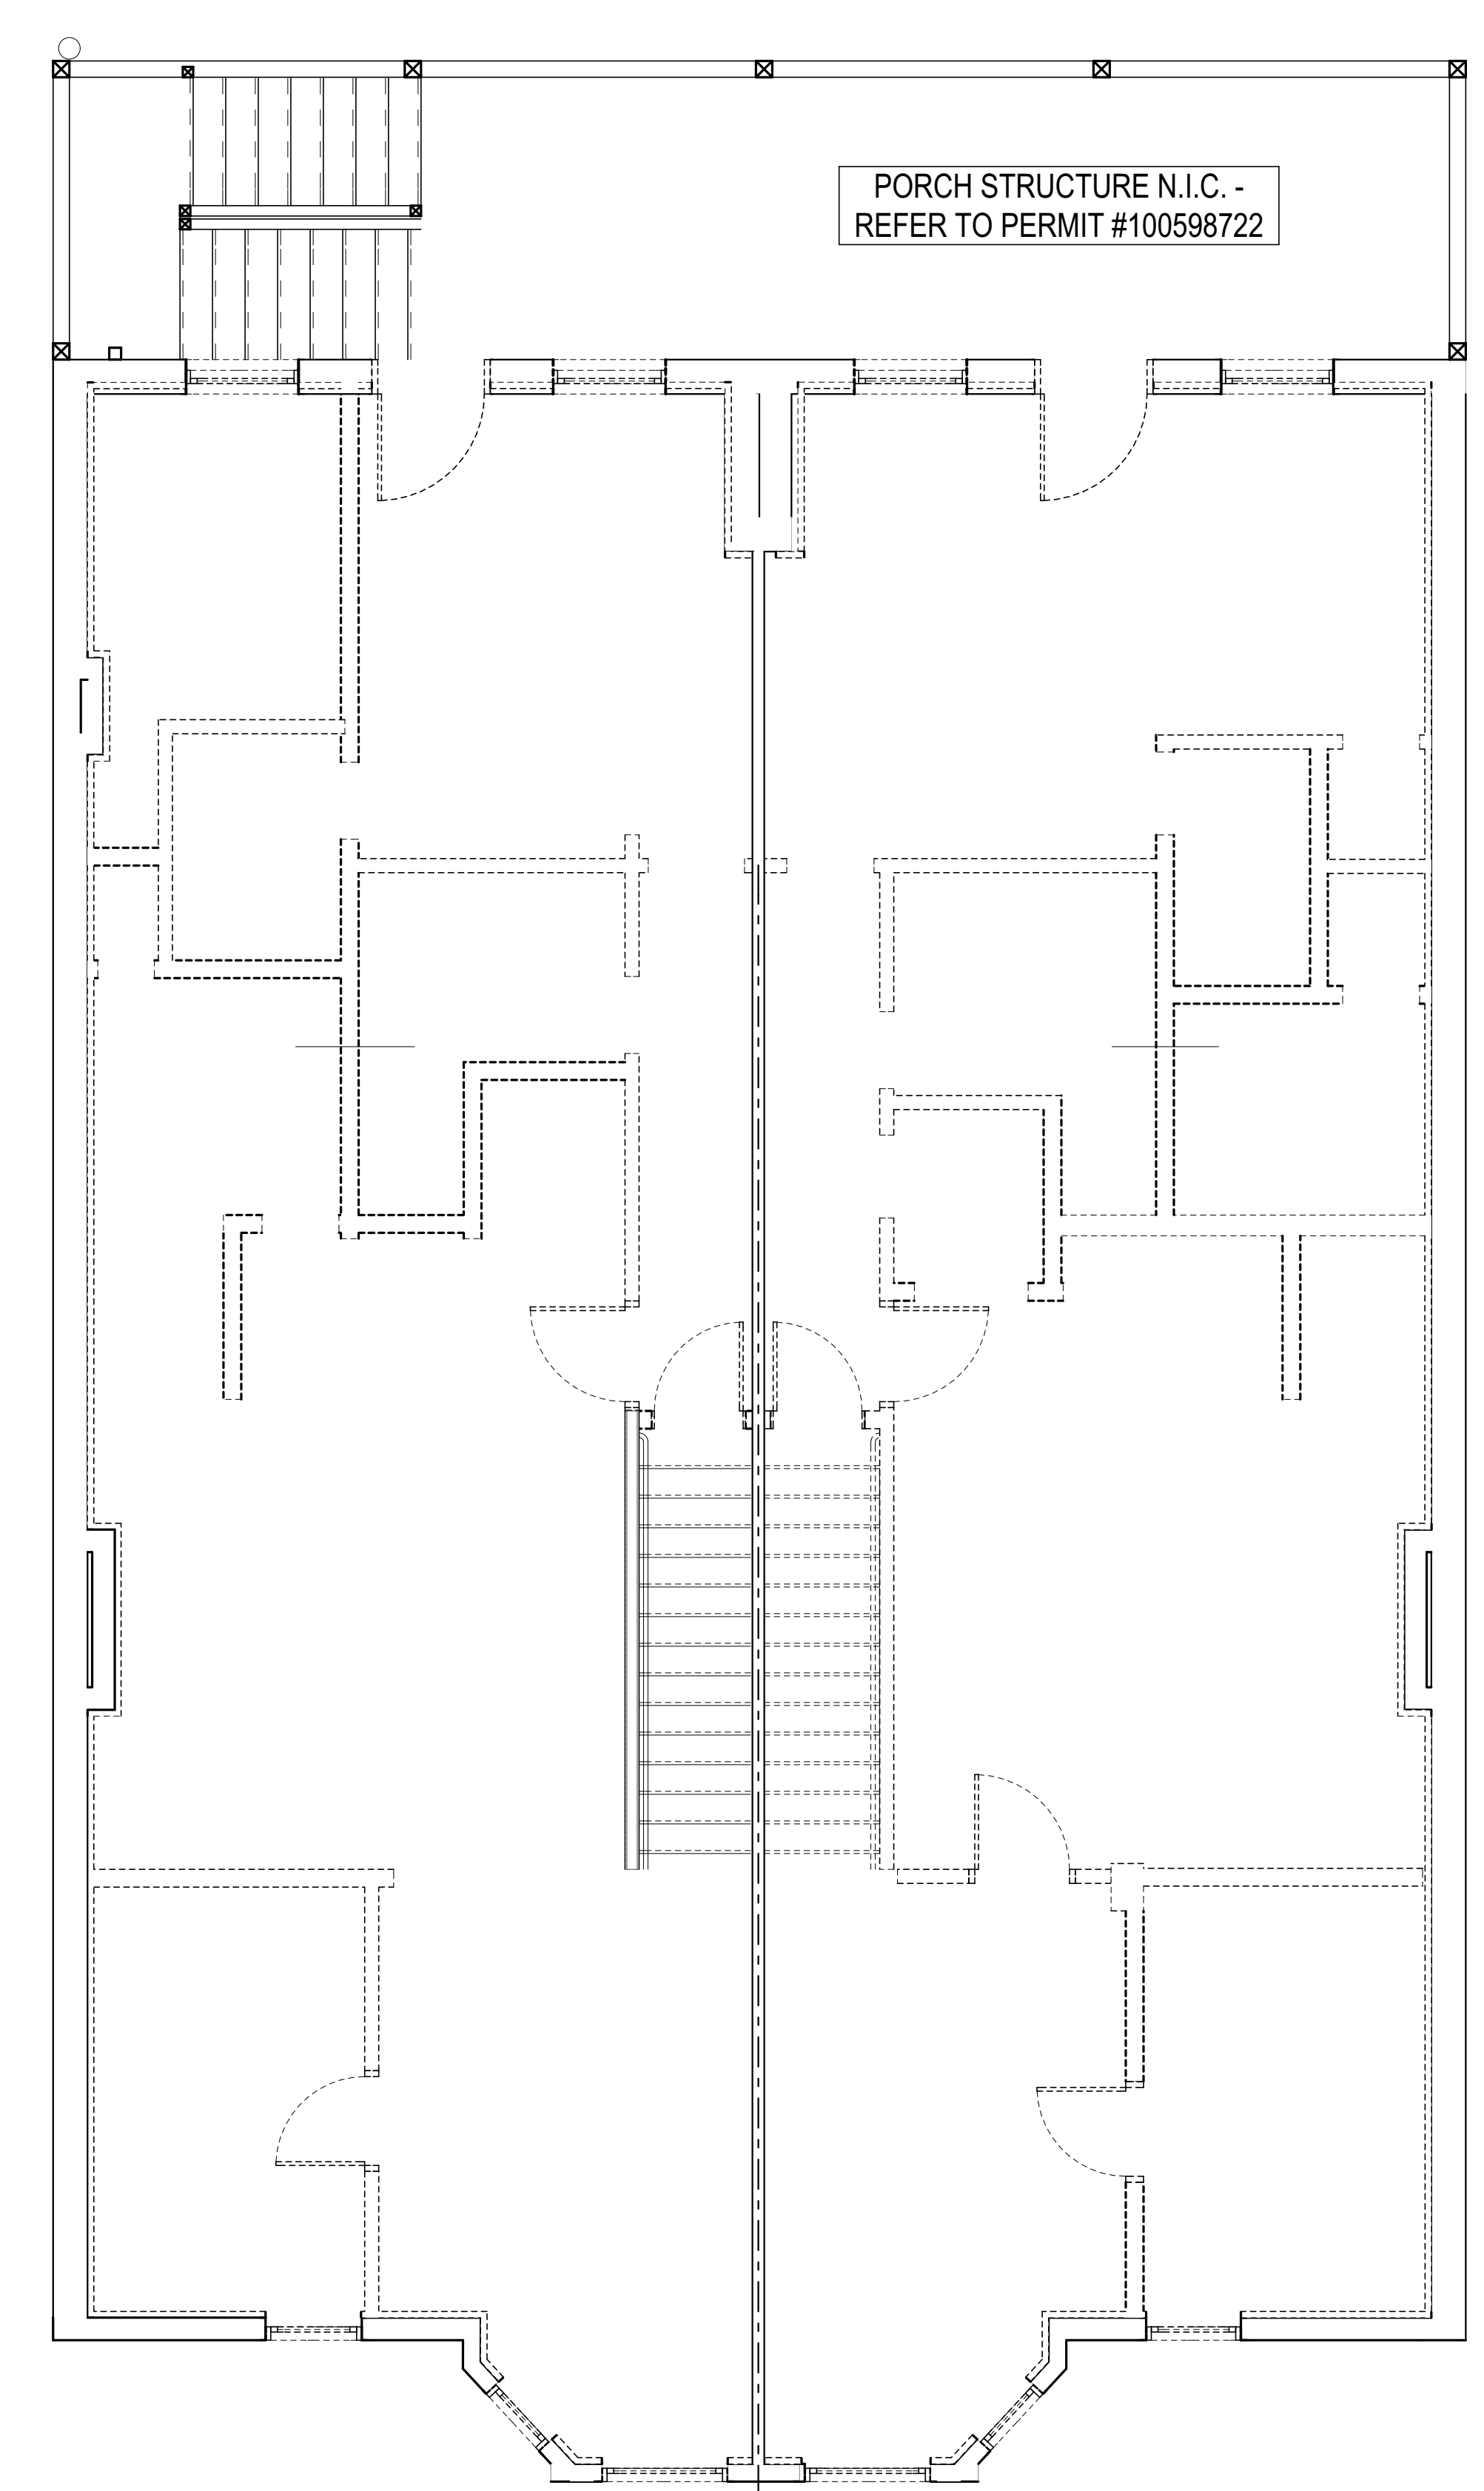 PORCH STRUCTURE N.I.C. -
REFER TO PERMIT #100598722